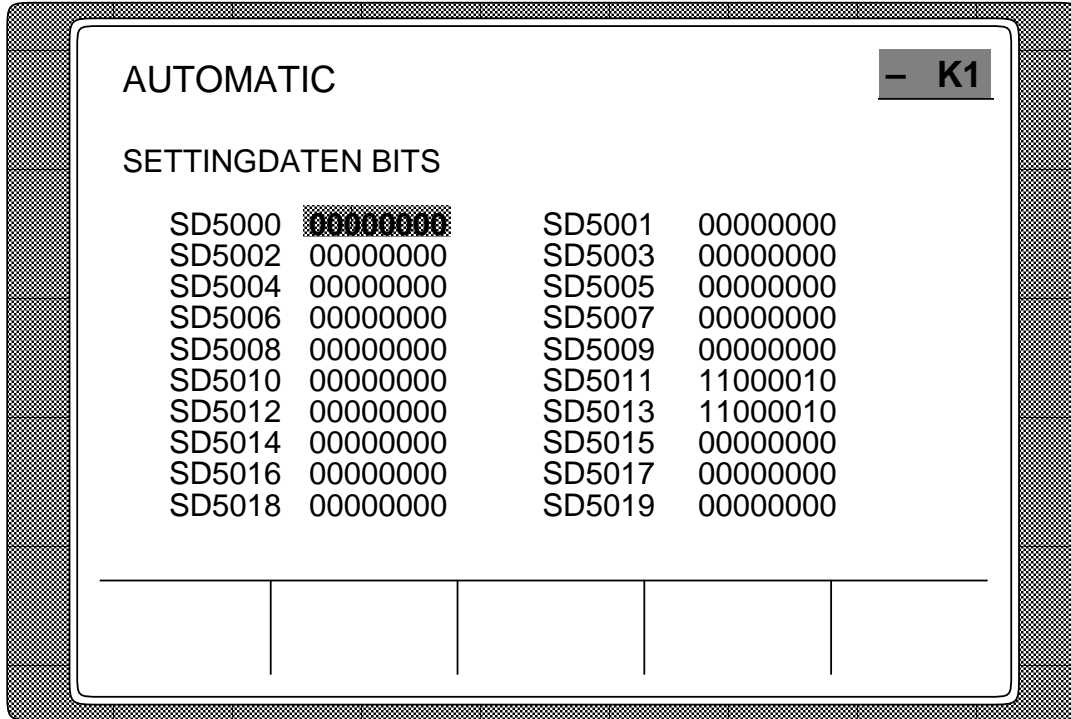 AUTOMATIC – K1
SETTINGDATEN BITS
SD5000 00000000 SD5001 00000000
SD5002 00000000 SD5003 00000000
SD5004 00000000 SD5005 00000000
SD5006 00000000 SD5007 00000000
SD5008 00000000 SD5009 00000000
SD5010 00000000 SD5011 11000010
SD5012 00000000 SD5013 11000010
SD5014 00000000 SD5015 00000000
SD5016 00000000 SD5017 00000000
SD5018 00000000 SD5019 00000000